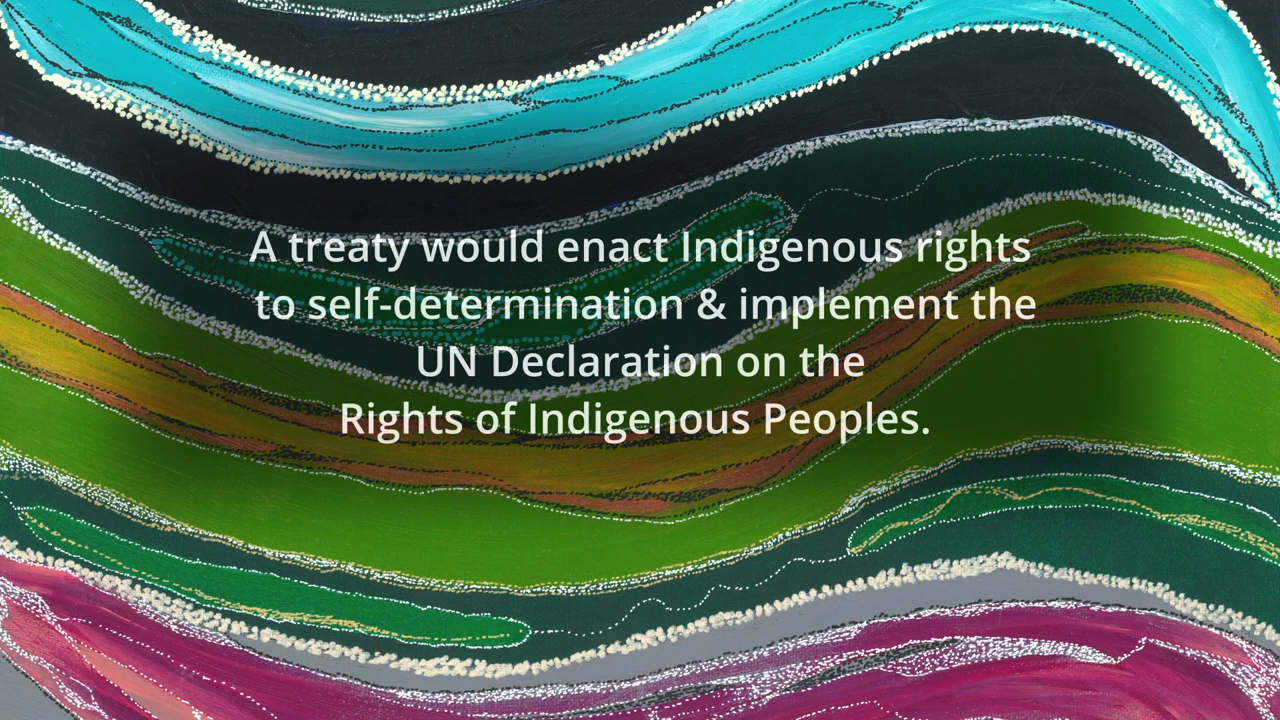 A treaty would enact Indigenous rights
to self-determination & implement the
UN Declaration on the
Rights of Indigenous Peoples.